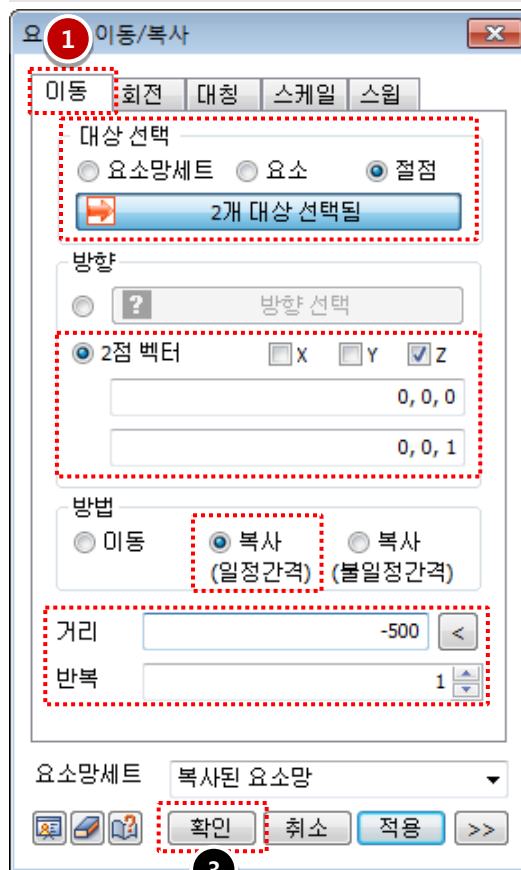 요 1 이동/복사
이동 회전 대칭 스케일 스윕
대상 선택
요소망세트 요소 절점
2개 대상 선택됨
방향
? 방향 선택
2점 벡터 X Y Z
0, 0, 0
0, 0, 1
방법
이동 복사 (일정간격) 복사 (불일정간격)
거리 -500 <
반복 1
요소망세트 복사된 요소망
확인 취소 적용 >>
3